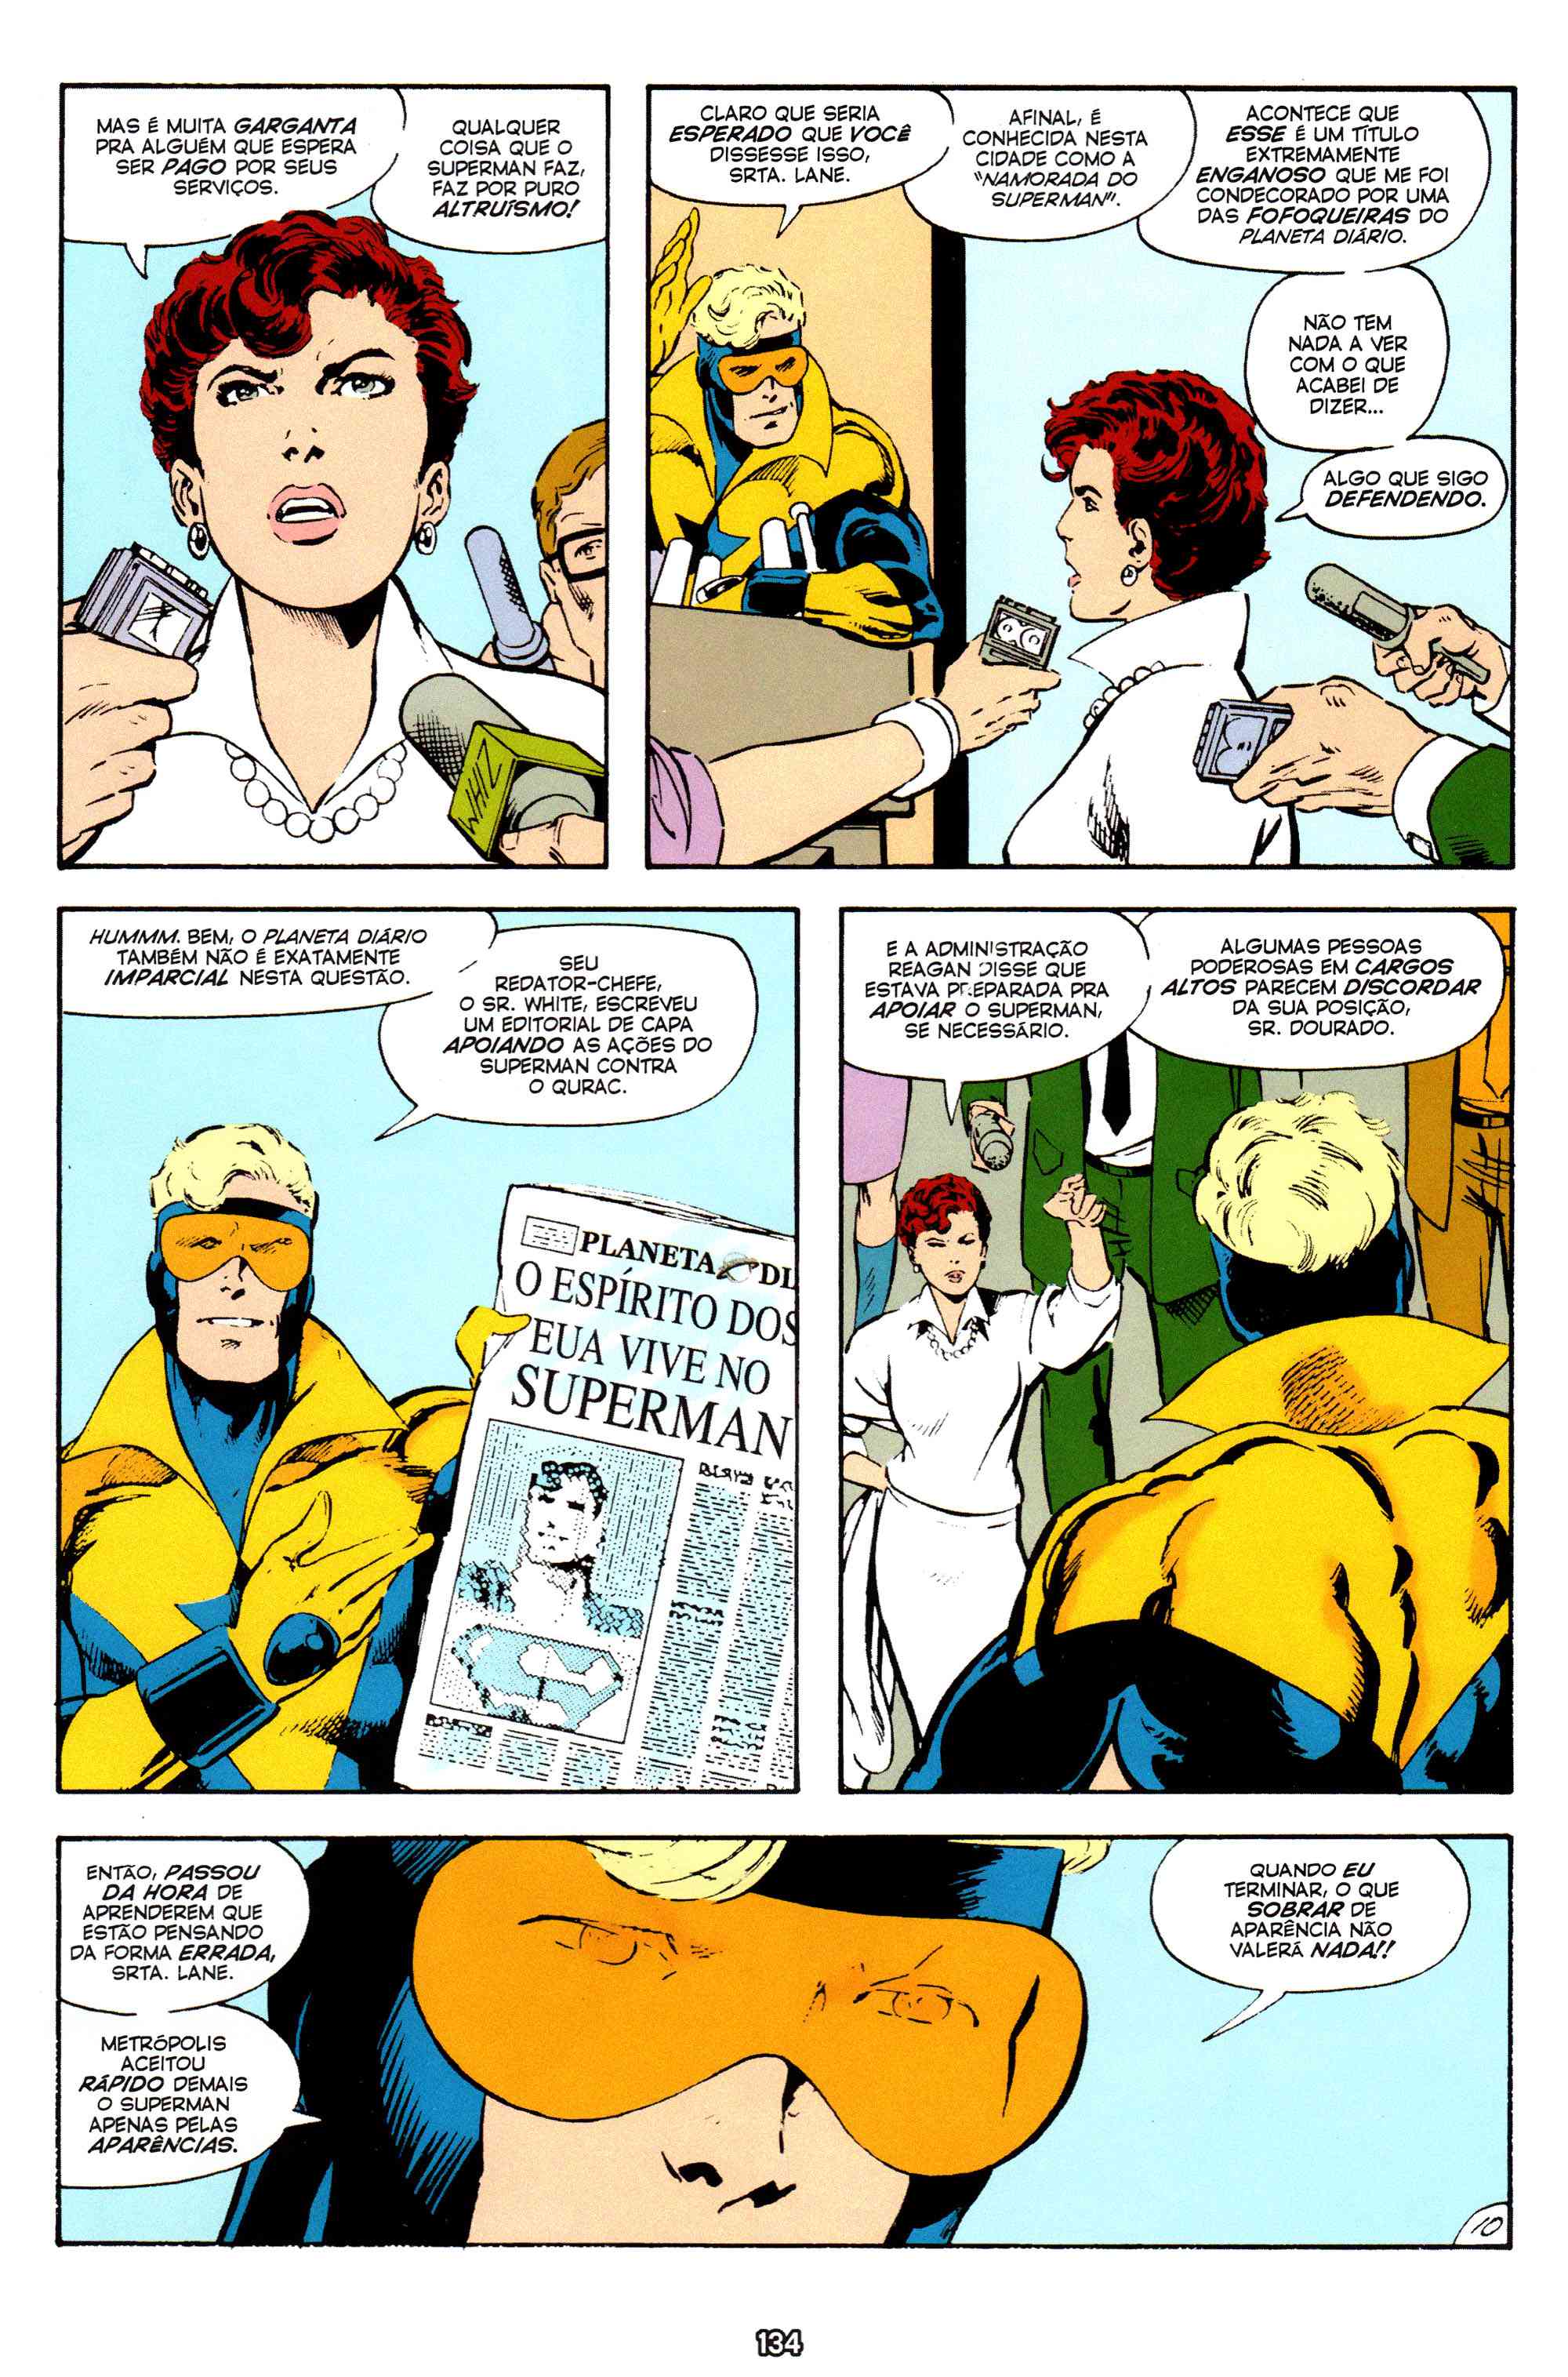 MAS É MUITA GARGANTA
PRA ALGUÉM QUE ESPERA
SER PAGO POR SEUS
SERVIÇOS.
QUALQUER
COISA QUE O
SUPERMAN FAZ,
FAZ POR PURO
ALTRUÍSMO!
WHIZ
CLARO QUE SERIA
ESPERADO QUE VOCÊ
DISSESSE ISSO,
SRTA. LANE.
AFINAL, É
CONHECIDA NESTA
CIDADE COMO A
"NAMORADA DO
SUPERMAN".
ACONTECE QUE
ESSE É UM TÍTULO
EXTREMAMENTE
ENGANOSO QUE ME FOI
CONDECORADO POR UMA
DAS FOFOQUEIRAS DO
PLANETA DIÁRIO.
NÃO TEM
NADA A VER
COM O QUE
ACABEI DE
DIZER...
ALGO QUE SIGO
DEFENDENDO.
HUMMM. BEM, O PLANETA DIÁRIO
TAMBÉM NÃO É EXATAMENTE
IMPARCIAL NESTA QUESTÃO.
SEU
REDATOR-CHEFE,
O SR. WHITE, ESCREVEU
UM EDITORIAL DE CAPA
APOIANDO AS AÇÕES DO
SUPERMAN CONTRA
O QURAC.
PLANETA DI
O ESPÍRITO DOS
EUA VIVE NO
SUPERMAN
E A ADMINISTRAÇÃO
REAGAN DISSE QUE
ESTAVA PREPARADA PRA
APOIAR O SUPERMAN,
SE NECESSÁRIO.
ALGUMAS PESSOAS
PODEROSAS EM CARGOS
ALTOS PARECEM DISCORDAR
DA SUA POSIÇÃO,
SR. DOURADO.
ENTÃO, PASSOU
DA HORA DE
APRENDEREM QUE
ESTÃO PENSANDO
DA FORMA ERRADA,
SRTA. LANE.
METRÓPOLIS
ACEITOU
RÁPIDO DEMAIS
O SUPERMAN
APENAS PELAS
APARÊNCIAS.
QUANDO EU
TERMINAR, O QUE
SOBRAR DE
APARÊNCIA NÃO
VALERÁ NADA!!
10
134